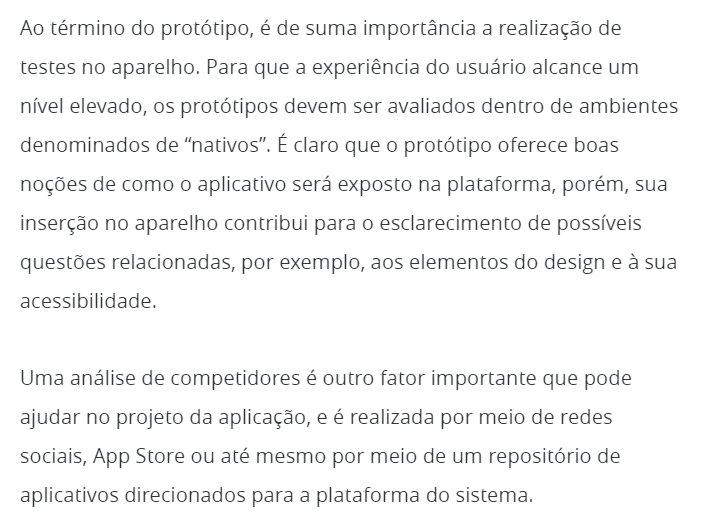 Ao término do protótipo, é de suma importância a realização de
testes no aparelho. Para que a experiência do usuário alcance um
nível elevado, os protótipos devem ser avaliados dentro de ambientes
denominados de “nativos”. É claro que o protótipo oferece boas
noções de como o aplicativo será exposto na plataforma, porém, sua
inserção no aparelho contribui para o esclarecimento de possíveis
questões relacionadas, por exemplo, aos elementos do design e à sua
acessibilidade.
Uma análise de competidores é outro fator importante que pode
ajudar no projeto da aplicação, e é realizada por meio de redes
sociais, App Store ou até mesmo por meio de um repositório de
aplicativos direcionados para a plataforma do sistema.